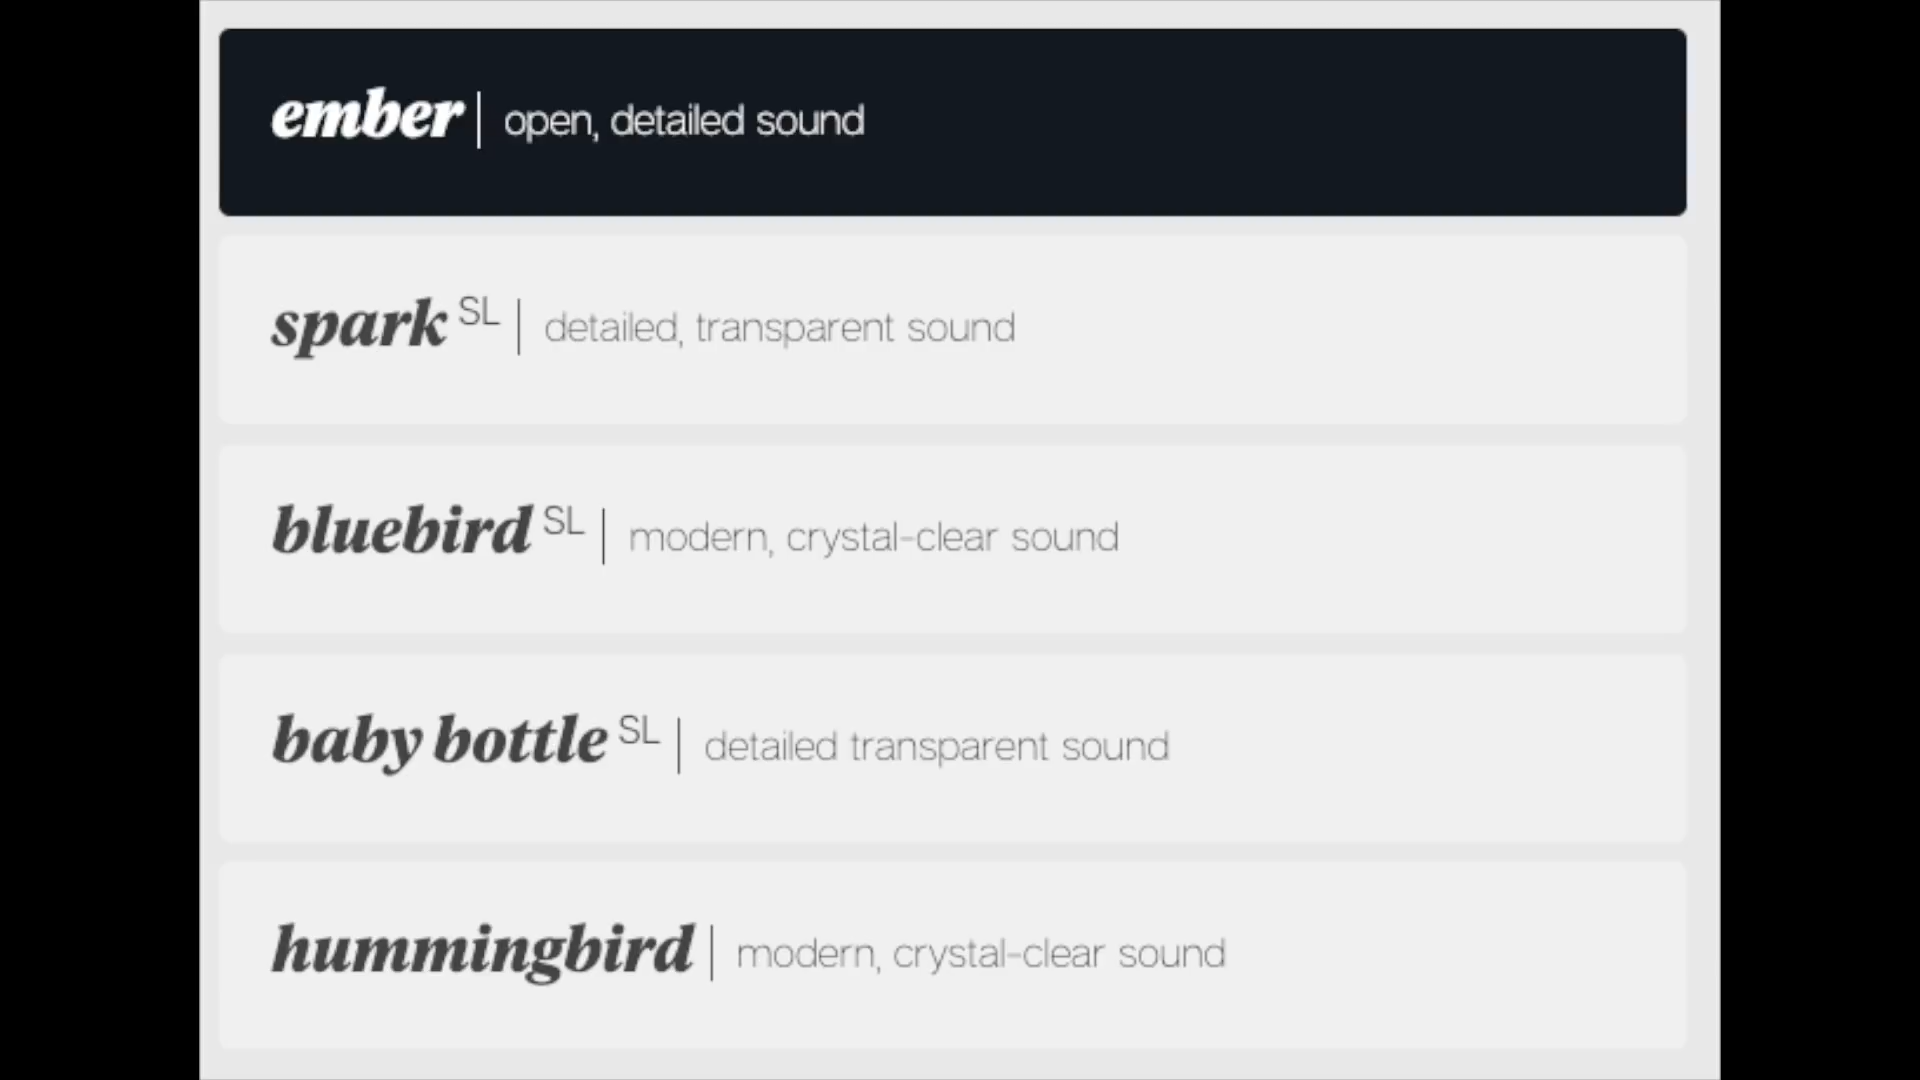 ember | open, detailed sound
spark SL | detailed, transparent sound
bluebird SL | modern, crystal-clear sound
baby bottle SL | detailed transparent sound
hummingbird | modern, crystal-clear sound